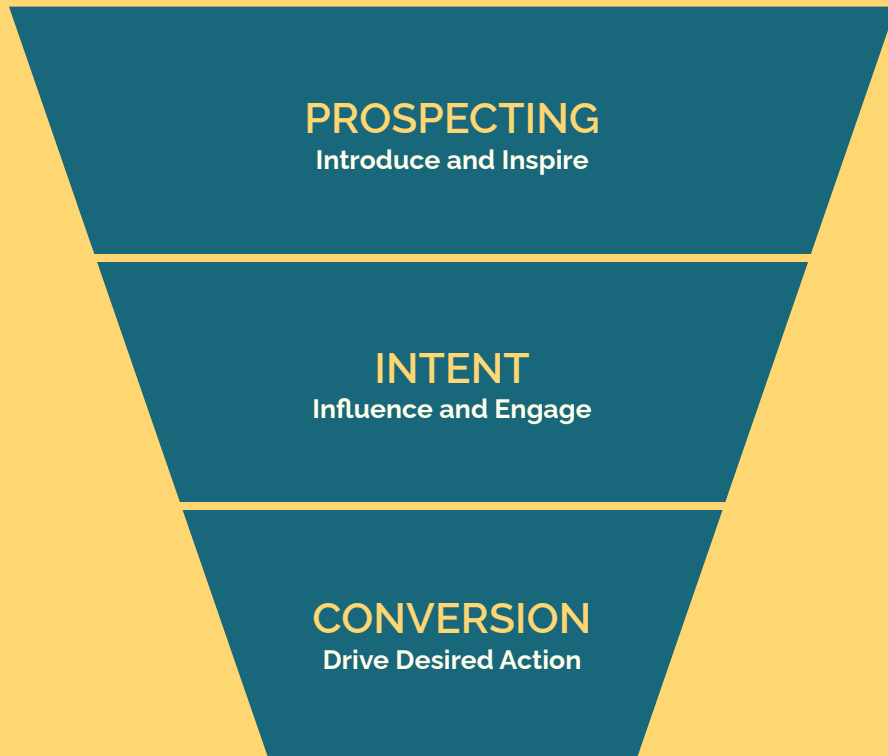 PROSPECTING
Introduce and Inspire
INTENT
Influence and Engage
CONVERSION
Drive Desired Action